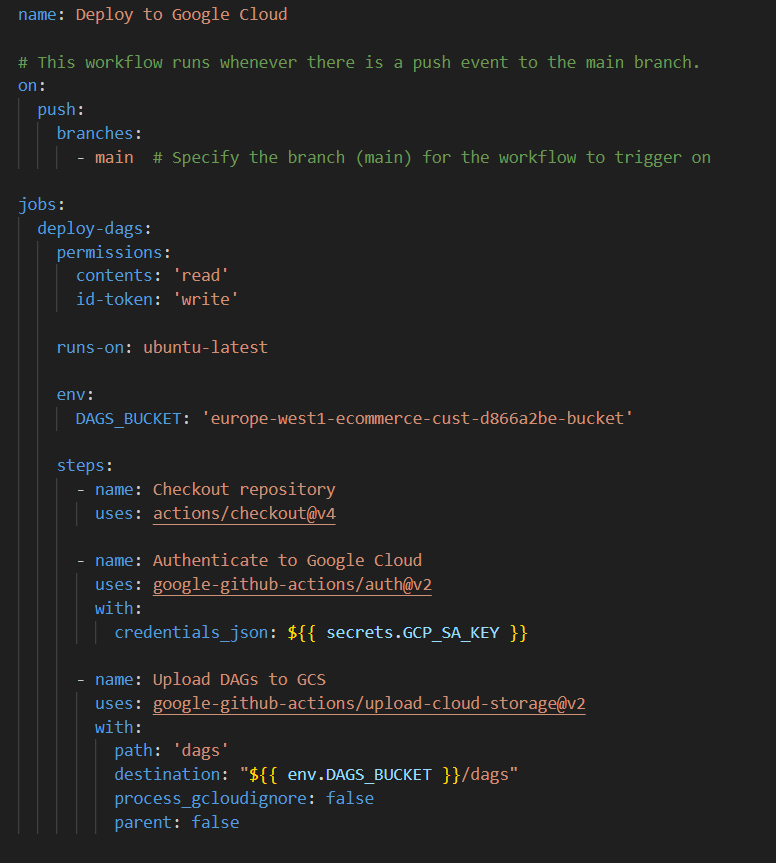 name: Deploy to Google Cloud
# This workflow runs whenever there is a push event to the main branch.
on:
  push:
    branches:
      - main  # Specify the branch (main) for the workflow to trigger on
jobs:
  deploy-dags:
    permissions:
      contents: 'read'
      id-token: 'write'
    runs-on: ubuntu-latest
    env:
      DAGS_BUCKET: 'europe-west1-ecommerce-cust-d866a2be-bucket'
    steps:
      - name: Checkout repository
        uses: actions/checkout@v4
      - name: Authenticate to Google Cloud
        uses: google-github-actions/auth@v2
        with:
          credentials_json: ${{ secrets.GCP_SA_KEY }}
      - name: Upload DAGs to GCS
        uses: google-github-actions/upload-cloud-storage@v2
        with:
          path: 'dags'
          destination: "${{ env.DAGS_BUCKET }}/dags"
          process_gcloudignore: false
          parent: false